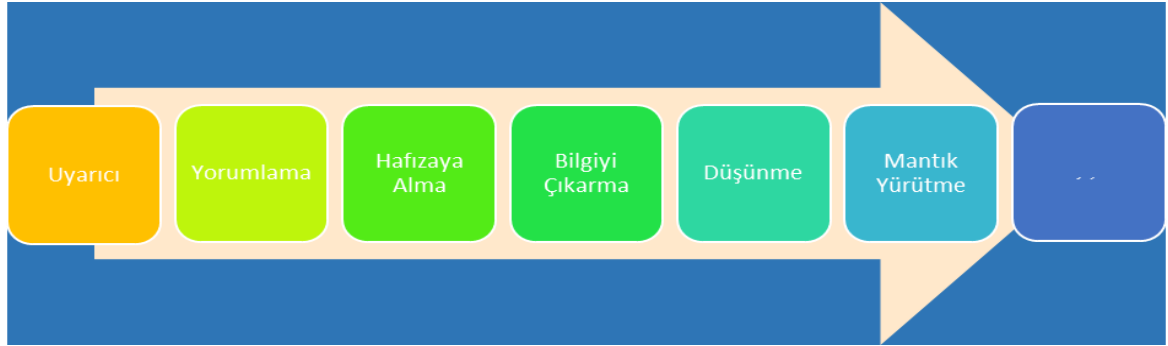 Uyarıcı
Yorumlama
Hafızaya
Alma
Bilgiyi
Çıkarma
Düşünme
Mantık
Yürütme